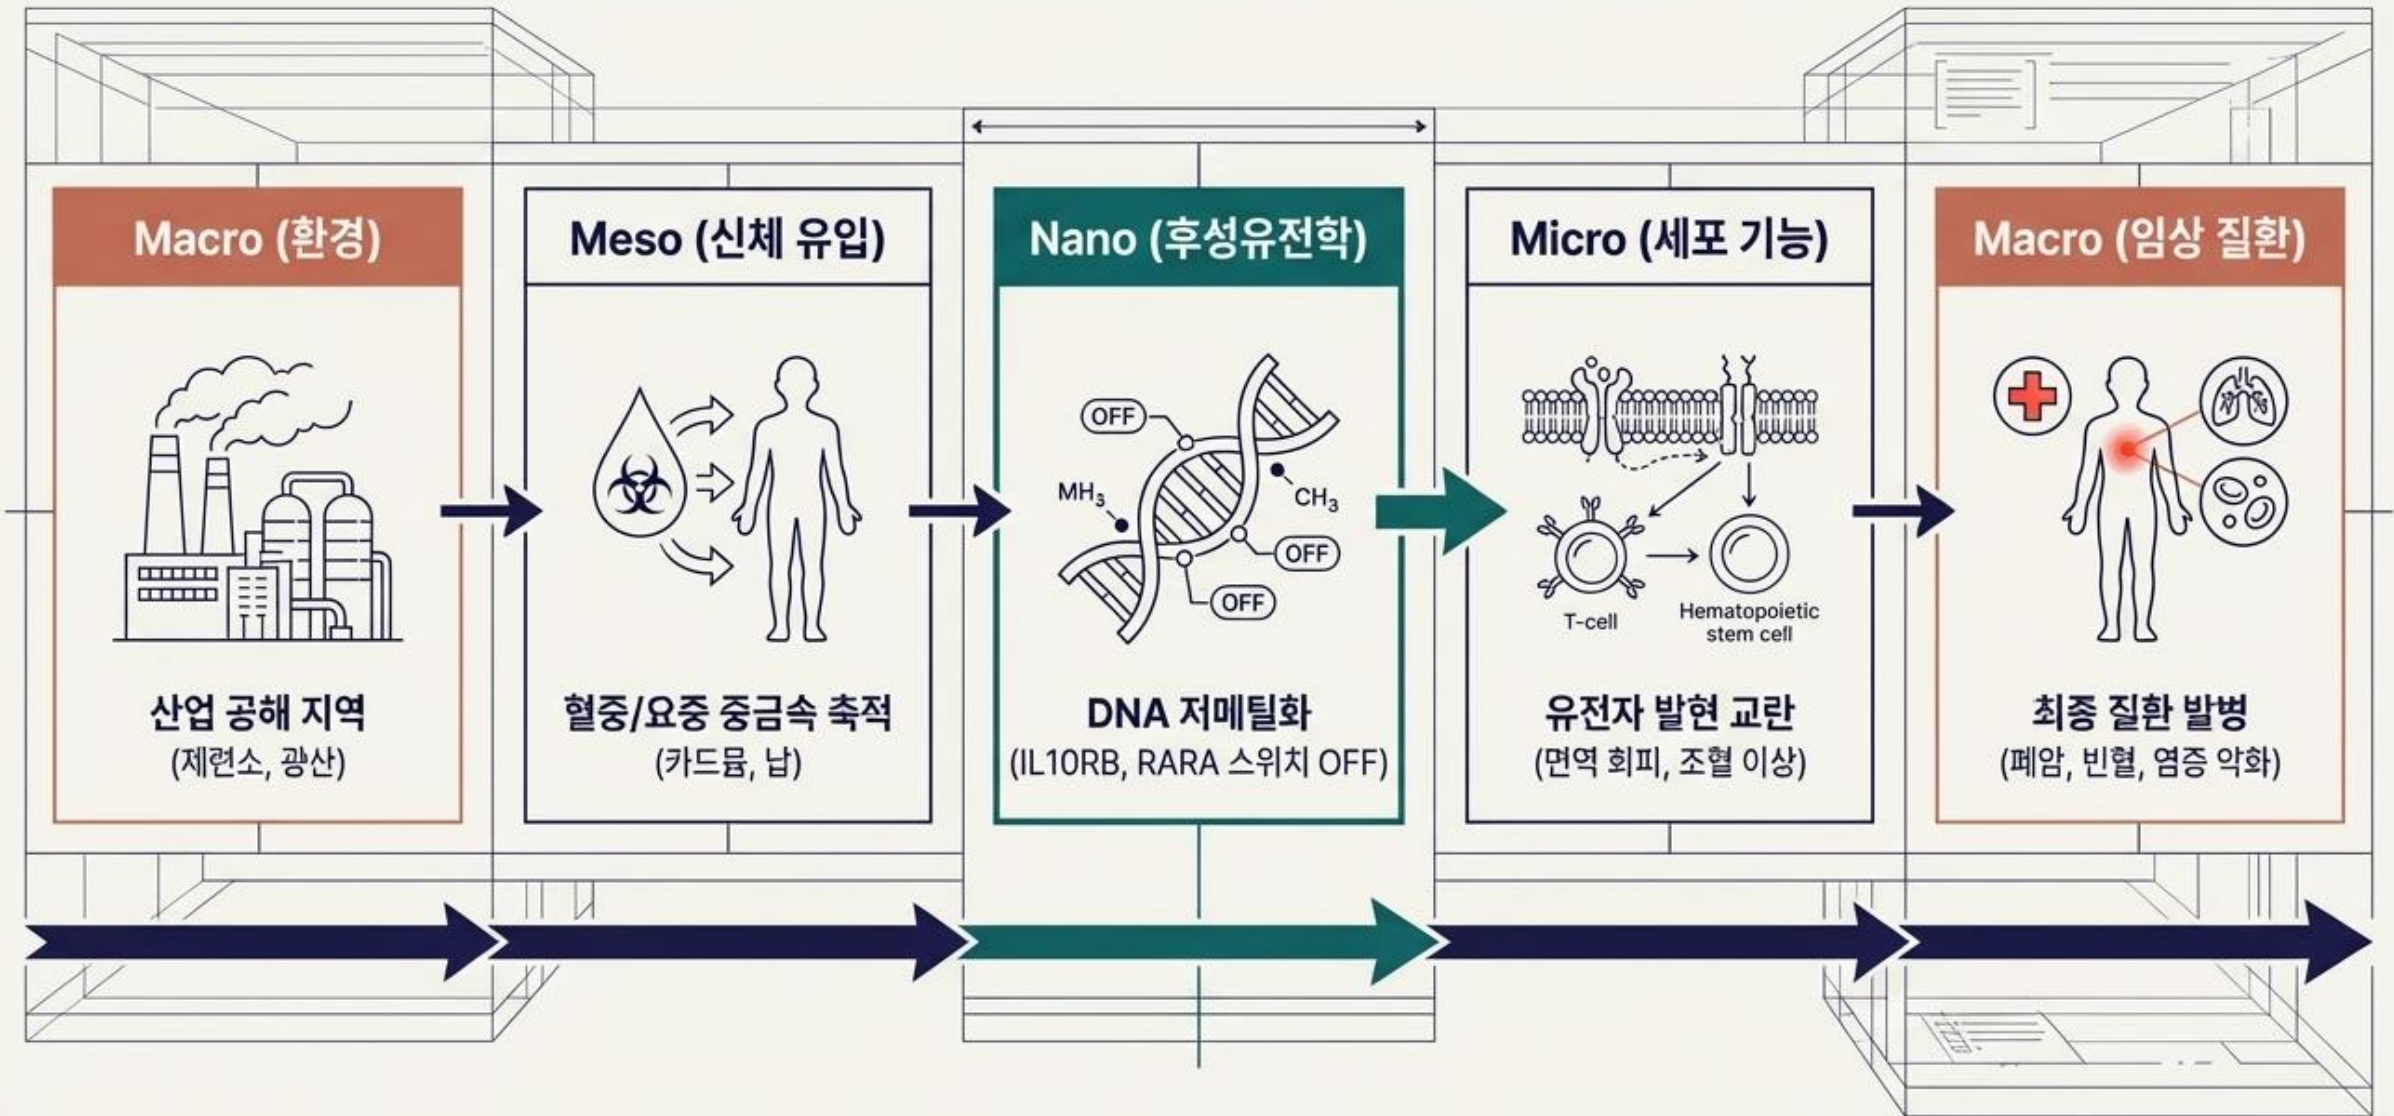 Macro (환경)
산업 공해 지역
(제련소, 광산)
Meso (신체 유입)
혈중/요중 중금속 축적
(카드뮴, 납)
Nano (후성유전학)
OFF
MH₃
CH₃
OFF
OFF
DNA 저메틸화
(IL10RB, RARA 스위치 OFF)
Micro (세포 기능)
T-cell
Hematopoietic
stem cell
유전자 발현 교란
(면역 회피, 조혈 이상)
Macro (임상 질환)
최종 질환 발병
(폐암, 빈혈, 염증 악화)